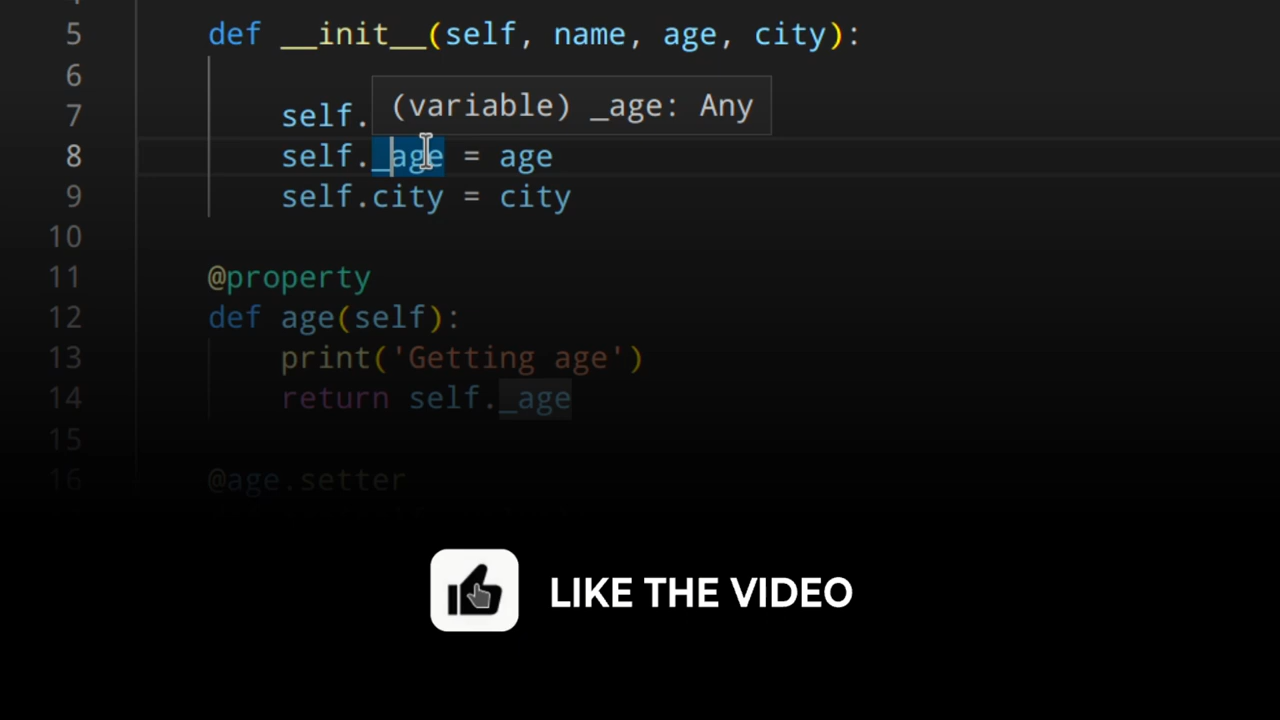 5 def __init__(self, name, age, city):
6
7 self.
(variable) _age: Any
8 self._age = age
9 self.city = city
10
11 @property
12 def age(self):
13 print('Getting age')
14 return self._age
15
16 @age.setter
LIKE THE VIDEO